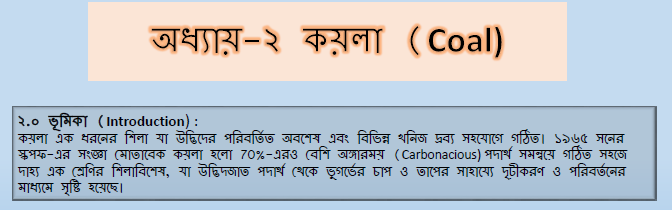 অধ্যায়-২ কয়লা ( Coal)
২.০ ভূমিকা ( Introduction) :
কয়লা এক ধরনের শিলা যা উদ্ভিদের পরিবর্তিত অবশেষ এবং বিভিন্ন খনিজ দ্রব্য সহযোগে গঠিত। ১৯৬৫ সনের
স্কপফ-এর সংজ্ঞা মোতাবেক কয়লা হলো 70%-এরও বেশি অঙ্গারময় ( Carbonacious) পদার্থ সমন্বয়ে গঠিত সহজে
দাহ্য এক শ্রেণির শিলাবিশেষ, যা উদ্ভিদজাত পদার্থ থেকে ভূগর্ভের চাপ ও তাপের সাহায্যে দৃঢ়ীকরণ ও পরিবর্তনের
মাধ্যমে সৃষ্টি হয়েছে।